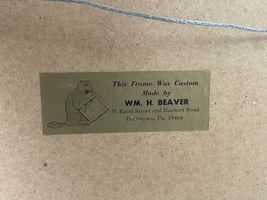 This Frame Was Custom
Made by
WM. H. BEAVER
N. Keim Street and Buchert Road
Pottstown, Pa. 19464